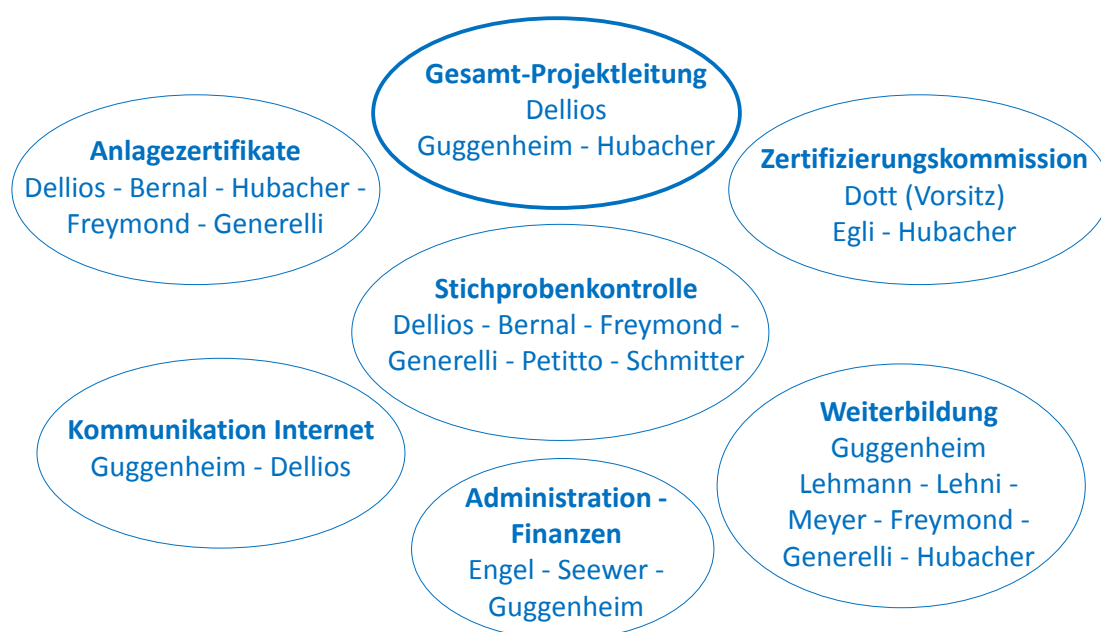 Gesamt-Projektleitung
Dellios
Guggenheim - Hubacher
Anlagezertifikate
Dellios - Bernal - Hubacher -
Freymond - Generelli
Zertifizierungskommission
Dott (Vorsitz)
Egli - Hubacher
Stichprobenkontrolle
Dellios - Bernal - Freymond -
Generelli - Petitto - Schmitter
Kommunikation Internet
Guggenheim - Dellios
Weiterbildung
Guggenheim
Lehmann - Lehni -
Meyer - Freymond -
Generelli - Hubacher
Administration -
Finanzen
Engel - Seewer -
Guggenheim